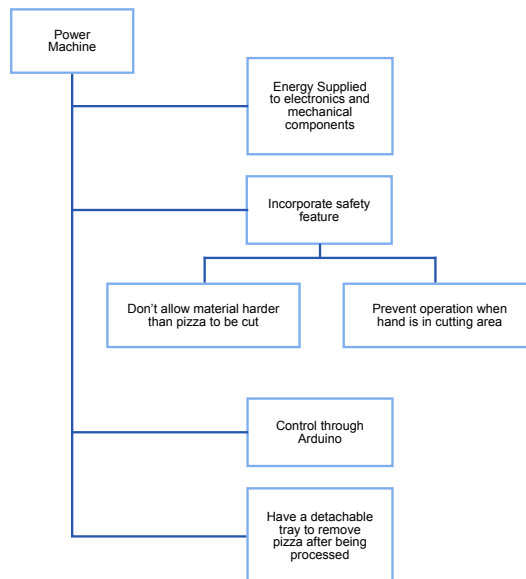 Power
Machine
Energy Supplied
to electronics and
mechanical
components
Incorporate safety
feature
Don't allow material harder
than pizza to be cut
Prevent operation when
hand is in cutting area
Control through
Arduino
Have a detachable
tray to remove
pizza after being
processed